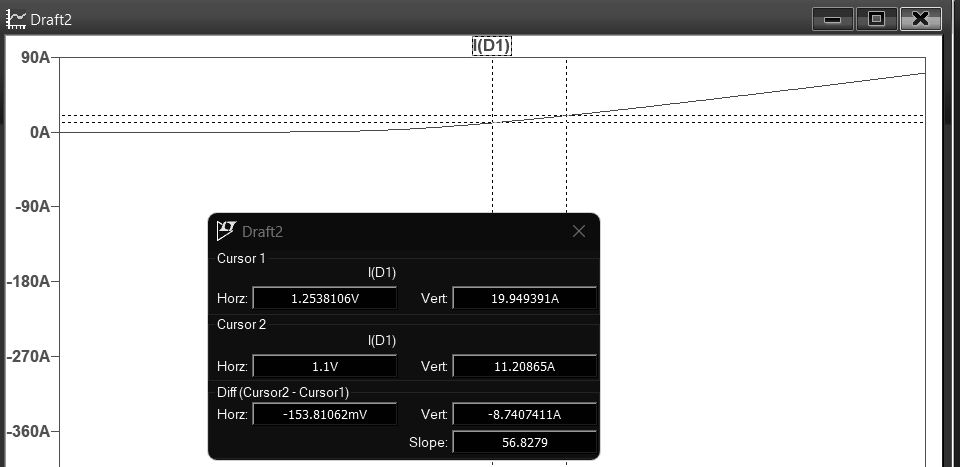 Draft2
I(D1)
90A
0A
-90A
-180A
-270A
-360A
Draft2
Cursor 1
I(D1)
Horz: 1.2538106V Vert: 19.949391A
Cursor 2
I(D1)
Horz: 1.1V Vert: 11.20865A
Diff (Cursor2 - Cursor1)
Horz: -153.81062mV Vert: -8.7407411A
Slope: 56.8279